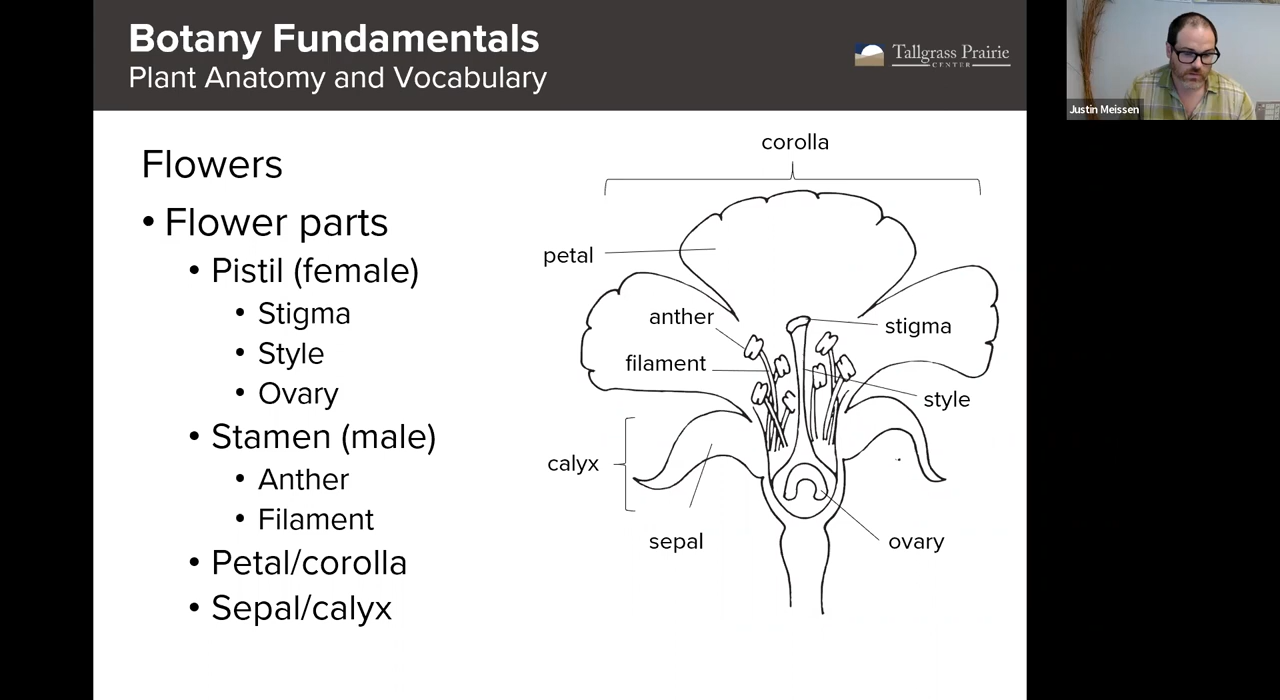 Botany Fundamentals
Plant Anatomy and Vocabulary
Tallgrass Prairie
CENTER
Justin Meissen
Flowers
• Flower parts
• Pistil (female)
• Stigma
• Style
• Ovary
• Stamen (male)
• Anther
• Filament
• Petal/corolla
• Sepal/calyx
corolla
petal
anther
stigma
filament
style
calyx
sepal
ovary